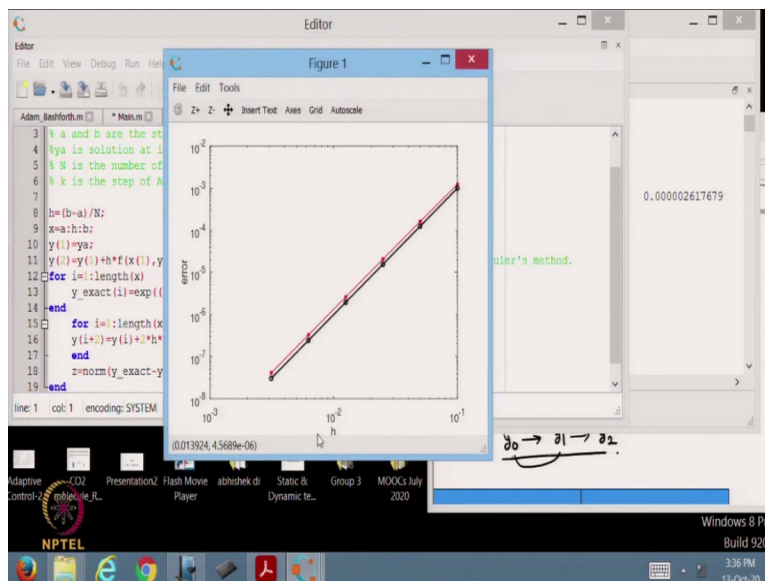 Editor
Editor
File Edit View Debug Run Help
Figure 1
File Edit Tools
Z+ Z- Insert Text Axes Grid Autoscale
Adam_Bashforth.m * Main.m
3 % a and b are the st
4 %ya is solution at i
5 % N is the number of
6 % k is the step of A
7
8 h=(b-a)/N;
9 x=a:h:b;
10 y(1)=ya;
11 y(2)=y(1)+h*f(x(1),y
uler's method.
12 for i=1:length(x)
13 y_exact(i)=exp((
14 end
15 for i=1:length(x
16 y(i+2)=y(i)+2*h*
17 end
18 z=norm(y_exact-y
19 end
line: 1 col: 1 encoding: SYSTEM
0.000002617679
10^-2
10^-3
10^-4
10^-5
10^-6
10^-7
10^-8
error
10^-3 10^-2 10^-1
h
(0.013924, 4.5689e-06)
y0 → y1 → y2
Adaptive Control-2
CO2 molecule_R...
Presentation2
Flash Movie Player
abhishek di
Static & Dynamic te...
Group 3
MOOCs July 2020
NPTEL
Windows 8 P
Build 920
3:36 PM
13-Oct-20